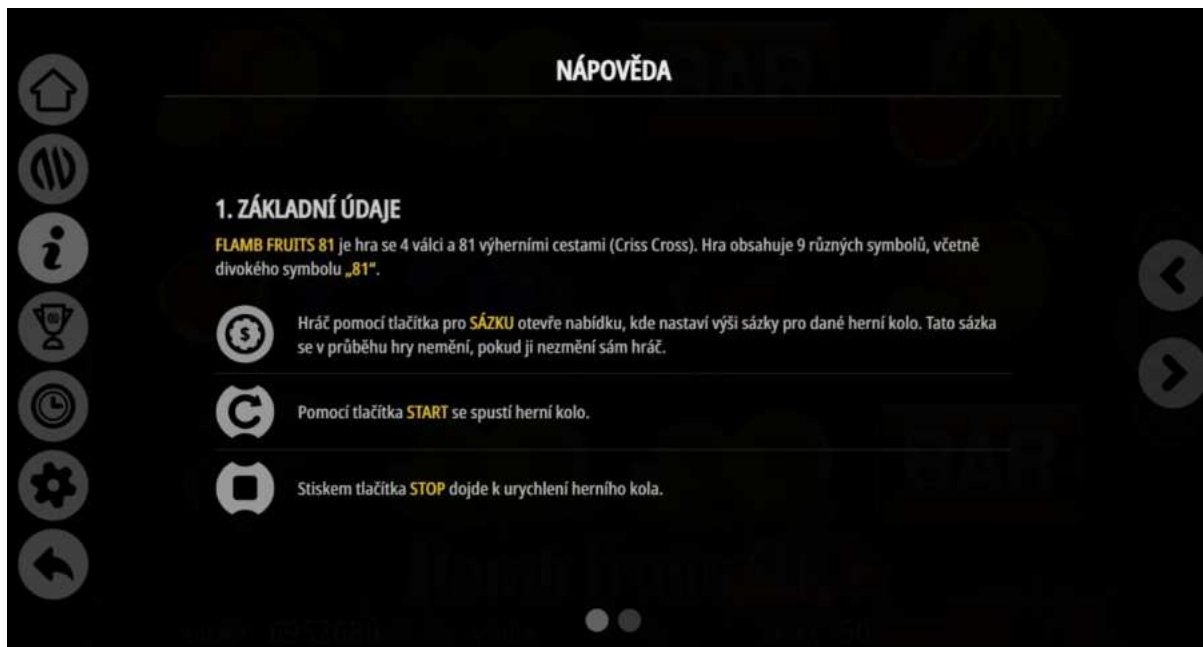 NÁPOVĚDA
1. ZÁKLADNÍ ÚDAJE
FLAMB FRUITS 81 je hra se 4 válci a 81 výherními cestami (Criss Cross). Hra obsahuje 9 různých symbolů, včetně
divokého symbolu „81“.
Hráč pomocí tlačítka pro SÁZKU otevře nabídku, kde nastaví výši sázky pro dané herní kolo. Tato sázka
se v průběhu hry nemění, pokud ji nezmění sám hráč.
Pomocí tlačítka START se spustí herní kolo.
Stiskem tlačítka STOP dojde k urychlení herního kola.